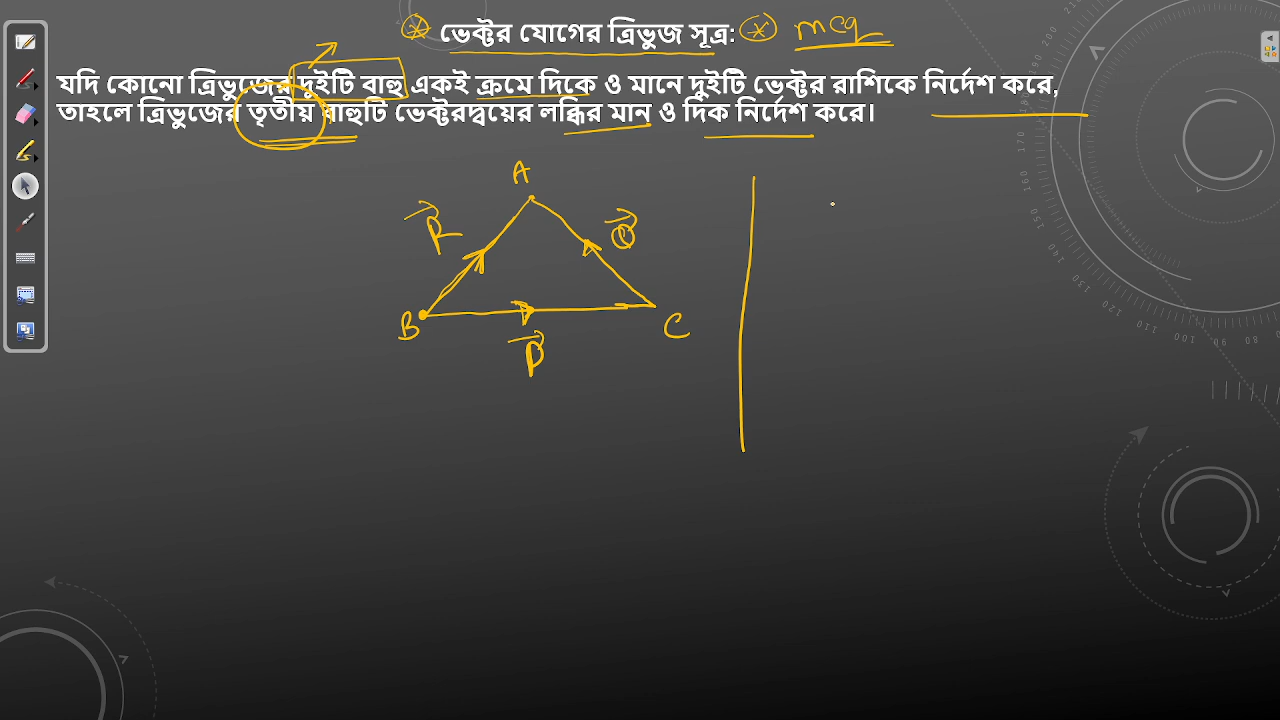 ভেক্টর যোগের ত্রিভুজ সূত্র: mcq
যদি কোনো ত্রিভুজের দুইটি বাহু একই ক্রমে দিকে ও মানে দুইটি ভেক্টর রাশিকে নির্দেশ করে,
তাহলে ত্রিভুজের তৃতীয় বাহুটি ভেক্টরদ্বয়ের লব্ধির মান ও দিক নির্দেশ করে।
A
R Q
B C
P